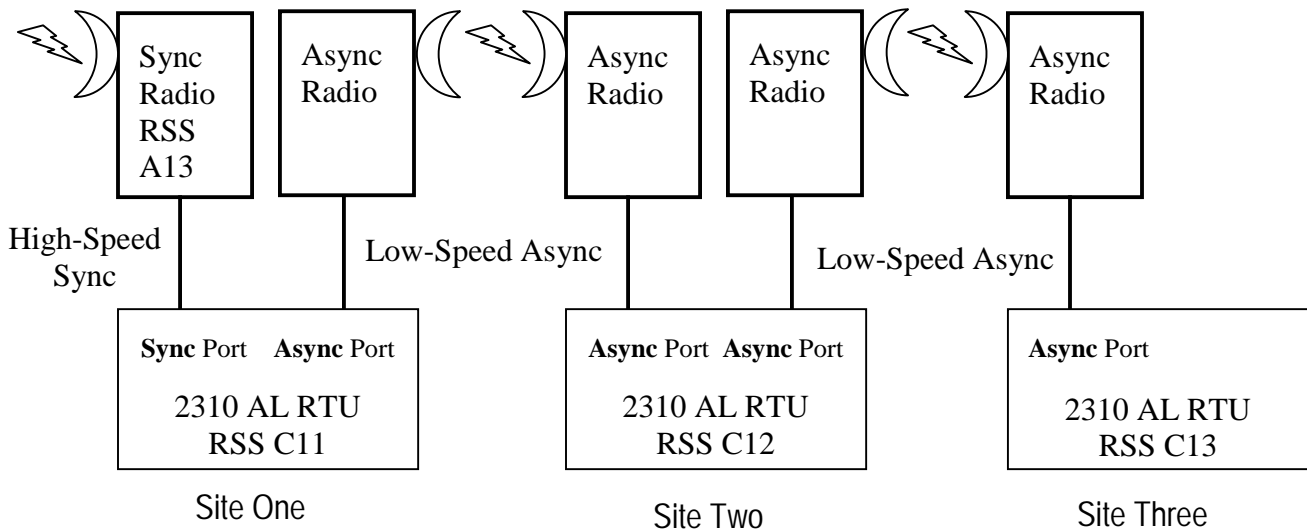 Sync
Radio
RSS
A13
Async
Radio
Async
Radio
Async
Radio
Async
Radio
High-Speed
Sync
Low-Speed Async
Low-Speed Async
Sync Port Async Port
2310 AL RTU
RSS C11
Async Port Async Port
2310 AL RTU
RSS C12
Async Port
2310 AL RTU
RSS C13
Site One
Site Two
Site Three